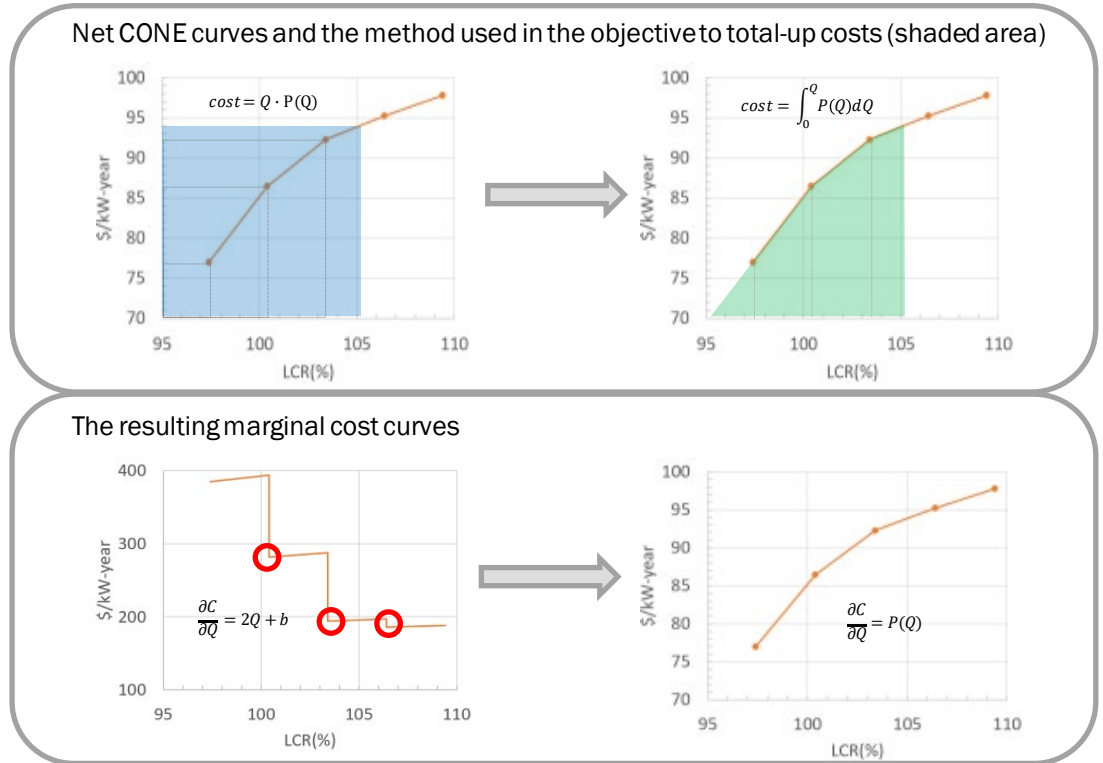 Net CONE curves and the method used in the objective to total-up costs (shaded area)
100
95
90
85
80
75
70
$/kW-year
cost = Q · P(Q)
95 100 105 110
LCR(%)
100
95
90
85
80
75
70
$/kW-year
cost = ∫₀^Q P(Q)dQ
95 100 105 110
LCR(%)
The resulting marginal cost curves
400
300
200
100
$/kW-year
∂C/∂Q = 2Q + b
95 100 105 110
LCR(%)
100
95
90
85
80
75
70
$/kW-year
∂C/∂Q = P(Q)
95 100 105 110
LCR(%)